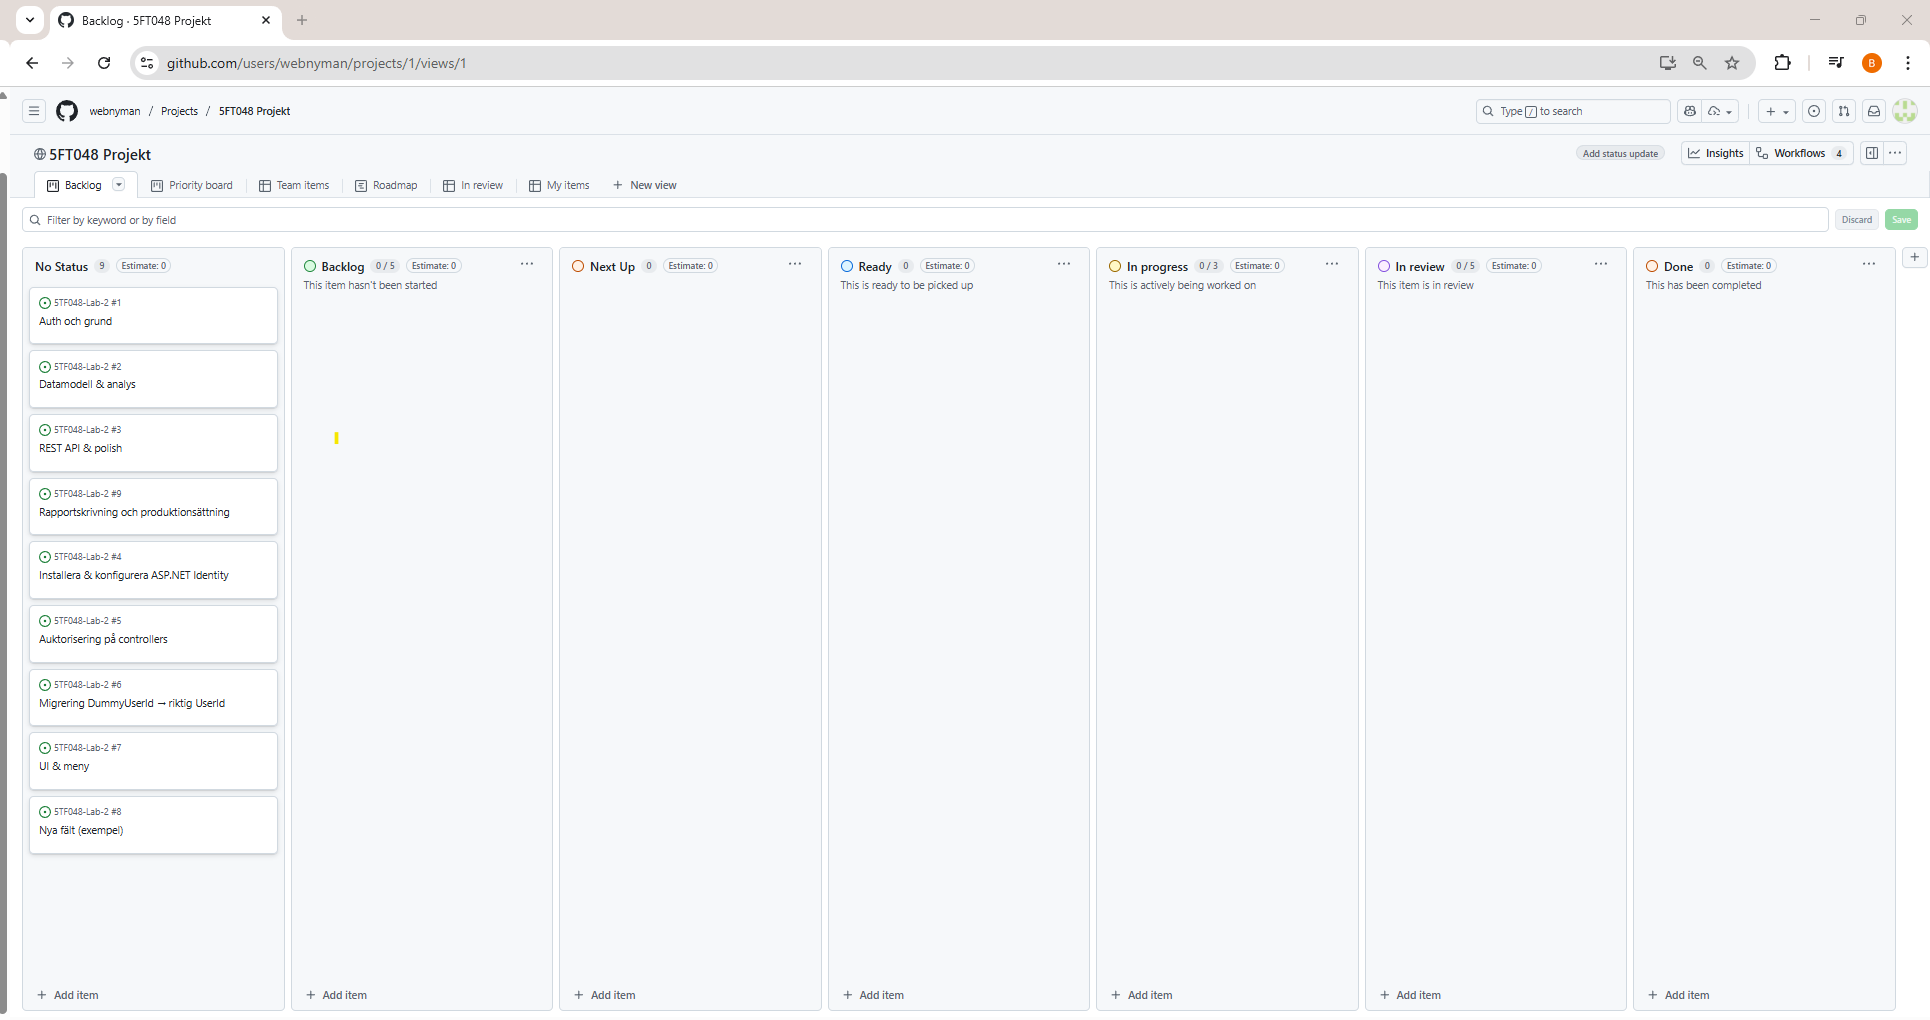 Backlog · 5FT048 Projekt
github.com/users/webnyman/projects/1/views/1
B
webnyman / Projects / 5FT048 Projekt
Type / to search
5FT048 Projekt
Add status update
Insights
Workflows 4
Backlog
Priority board
Team items
Roadmap
In review
My items
New view
Filter by keyword or by field
Discard
Save
No Status 9 Estimate: 0
5TF048-Lab-2 #1
Auth och grund
5TF048-Lab-2 #2
Datamodell & analys
5TF048-Lab-2 #3
REST API & polish
5TF048-Lab-2 #9
Rapportskrivning och produktionsättning
5TF048-Lab-2 #4
Installera & konfigurera ASP.NET Identity
5TF048-Lab-2 #5
Auktorisering på controllers
5TF048-Lab-2 #6
Migrering DummyUserId → riktig UserId
5TF048-Lab-2 #7
UI & meny
5TF048-Lab-2 #8
Nya fält (exempel)
+ Add item
Backlog 0 / 5 Estimate: 0
This item hasn't been started
+ Add item
Next Up 0 Estimate: 0
+ Add item
Ready 0 Estimate: 0
This is ready to be picked up
+ Add item
In progress 0 / 3 Estimate: 0
This is actively being worked on
+ Add item
In review 0 / 5 Estimate: 0
This item is in review
+ Add item
Done 0 Estimate: 0
This has been completed
+ Add item